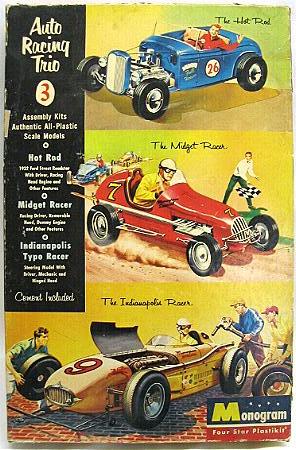 Auto
Racing
Trio
3
Assembly Kits
Authentic All-Plastic
Scale Models
Hot Rod
1932 Ford Street Roadster
With Driver, Racing
Head Engine and
Other Features
Midget Racer
Racing Driver, Removable
Hood, Dummy Engine
and Other Features
Indianapolis
Type Racer
Steering Model With
Driver, Mechanic and
Hinged Hood
Cement Included
The Hot Rod
26
The Midget Racer
7
The Indianapolis Racer
9
Monogram
Four Star Plastikit